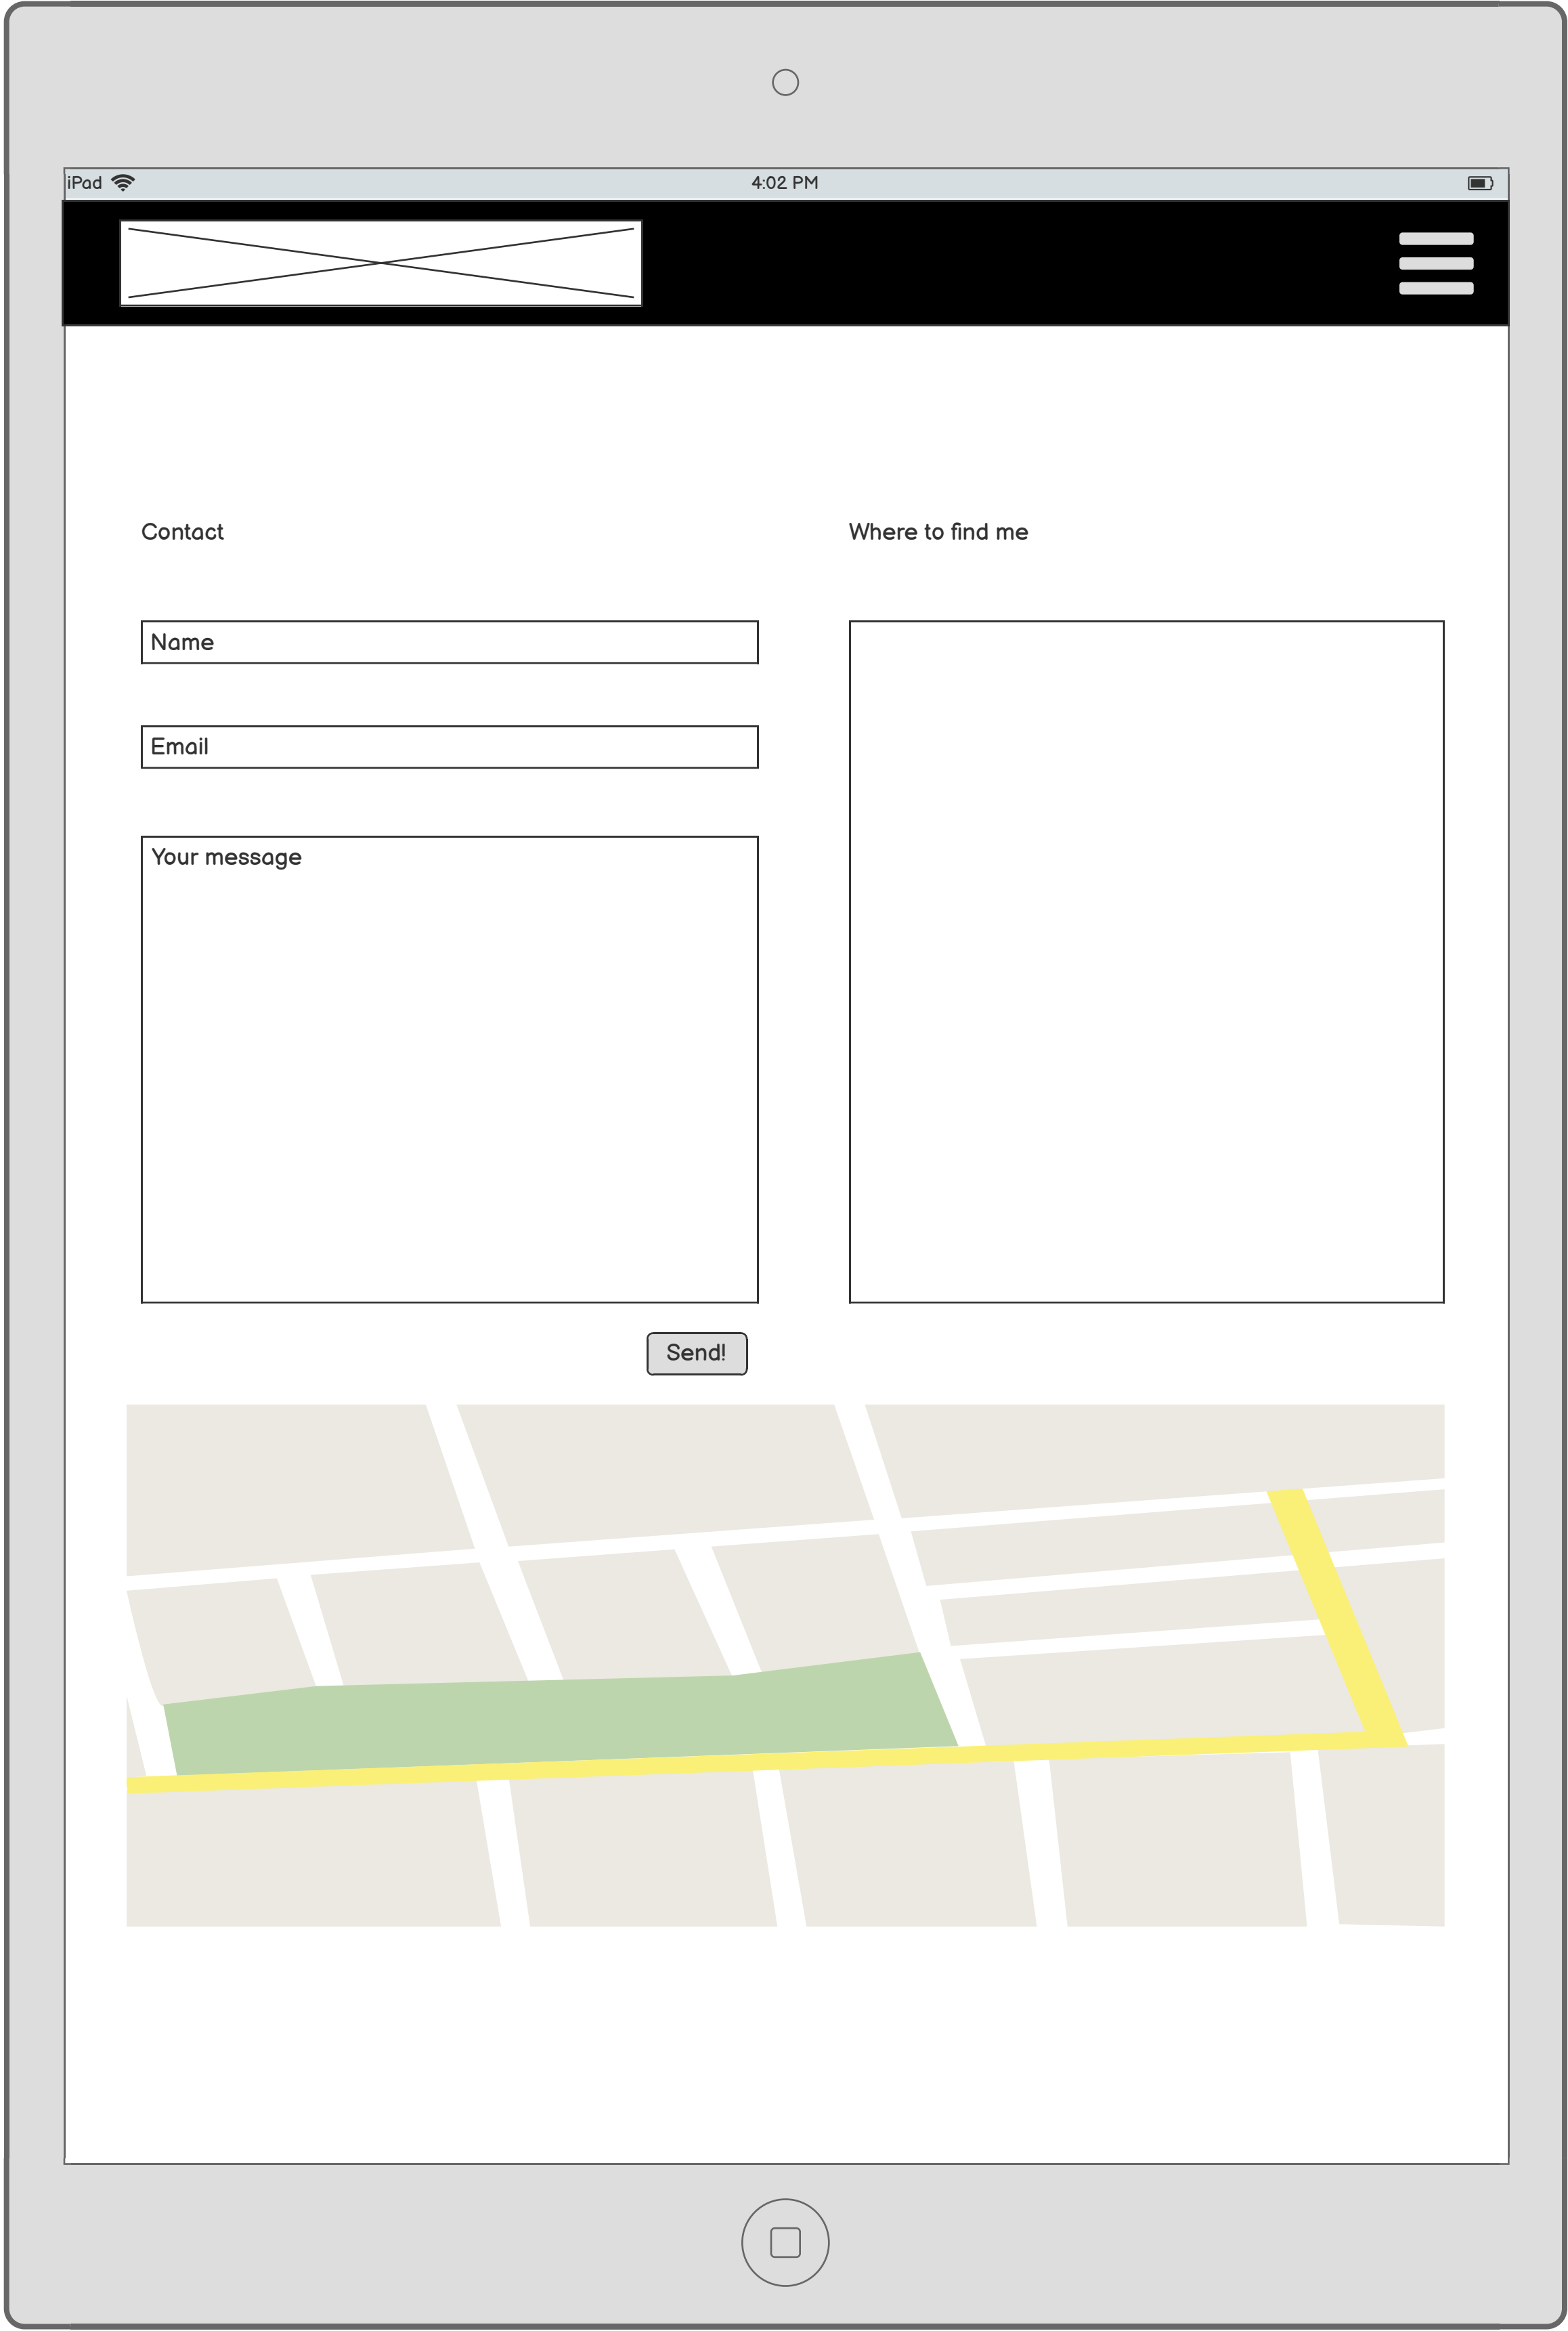 iPad 4:02 PM
Contact
Where to find me
Name
Email
Your message
Send!